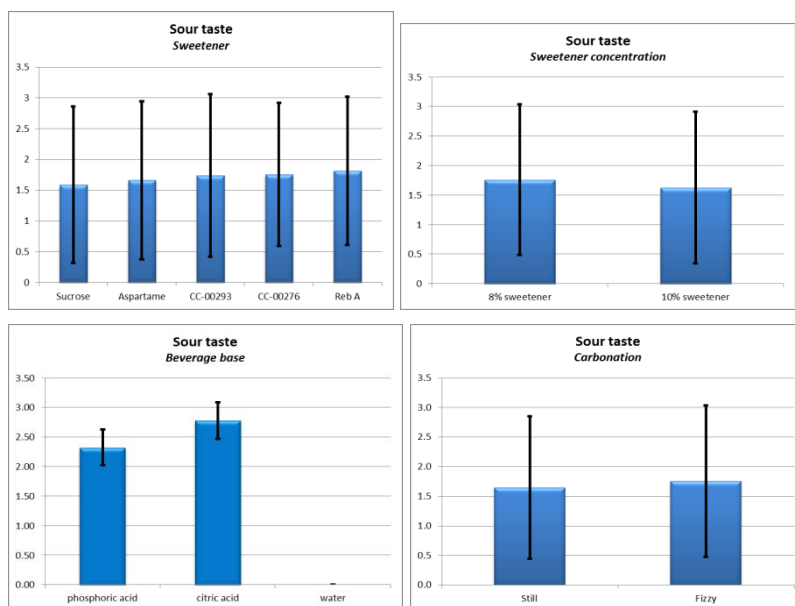 Sour taste
Sweetener
3.5
3
2.5
2
1.5
1
0.5
0
Sucrose Aspartame CC-00293 CC-00276 Reb A
Sour taste
Sweetener concentration
3.5
3
2.5
2
1.5
1
0.5
0
8% sweetener 10% sweetener
Sour taste
Beverage base
3.50
3.00
2.50
2.00
1.50
1.00
0.50
0.00
phosphoric acid citric acid water
Sour taste
Carbonation
3.5
3.0
2.5
2.0
1.5
1.0
0.5
0.0
Still Fizzy